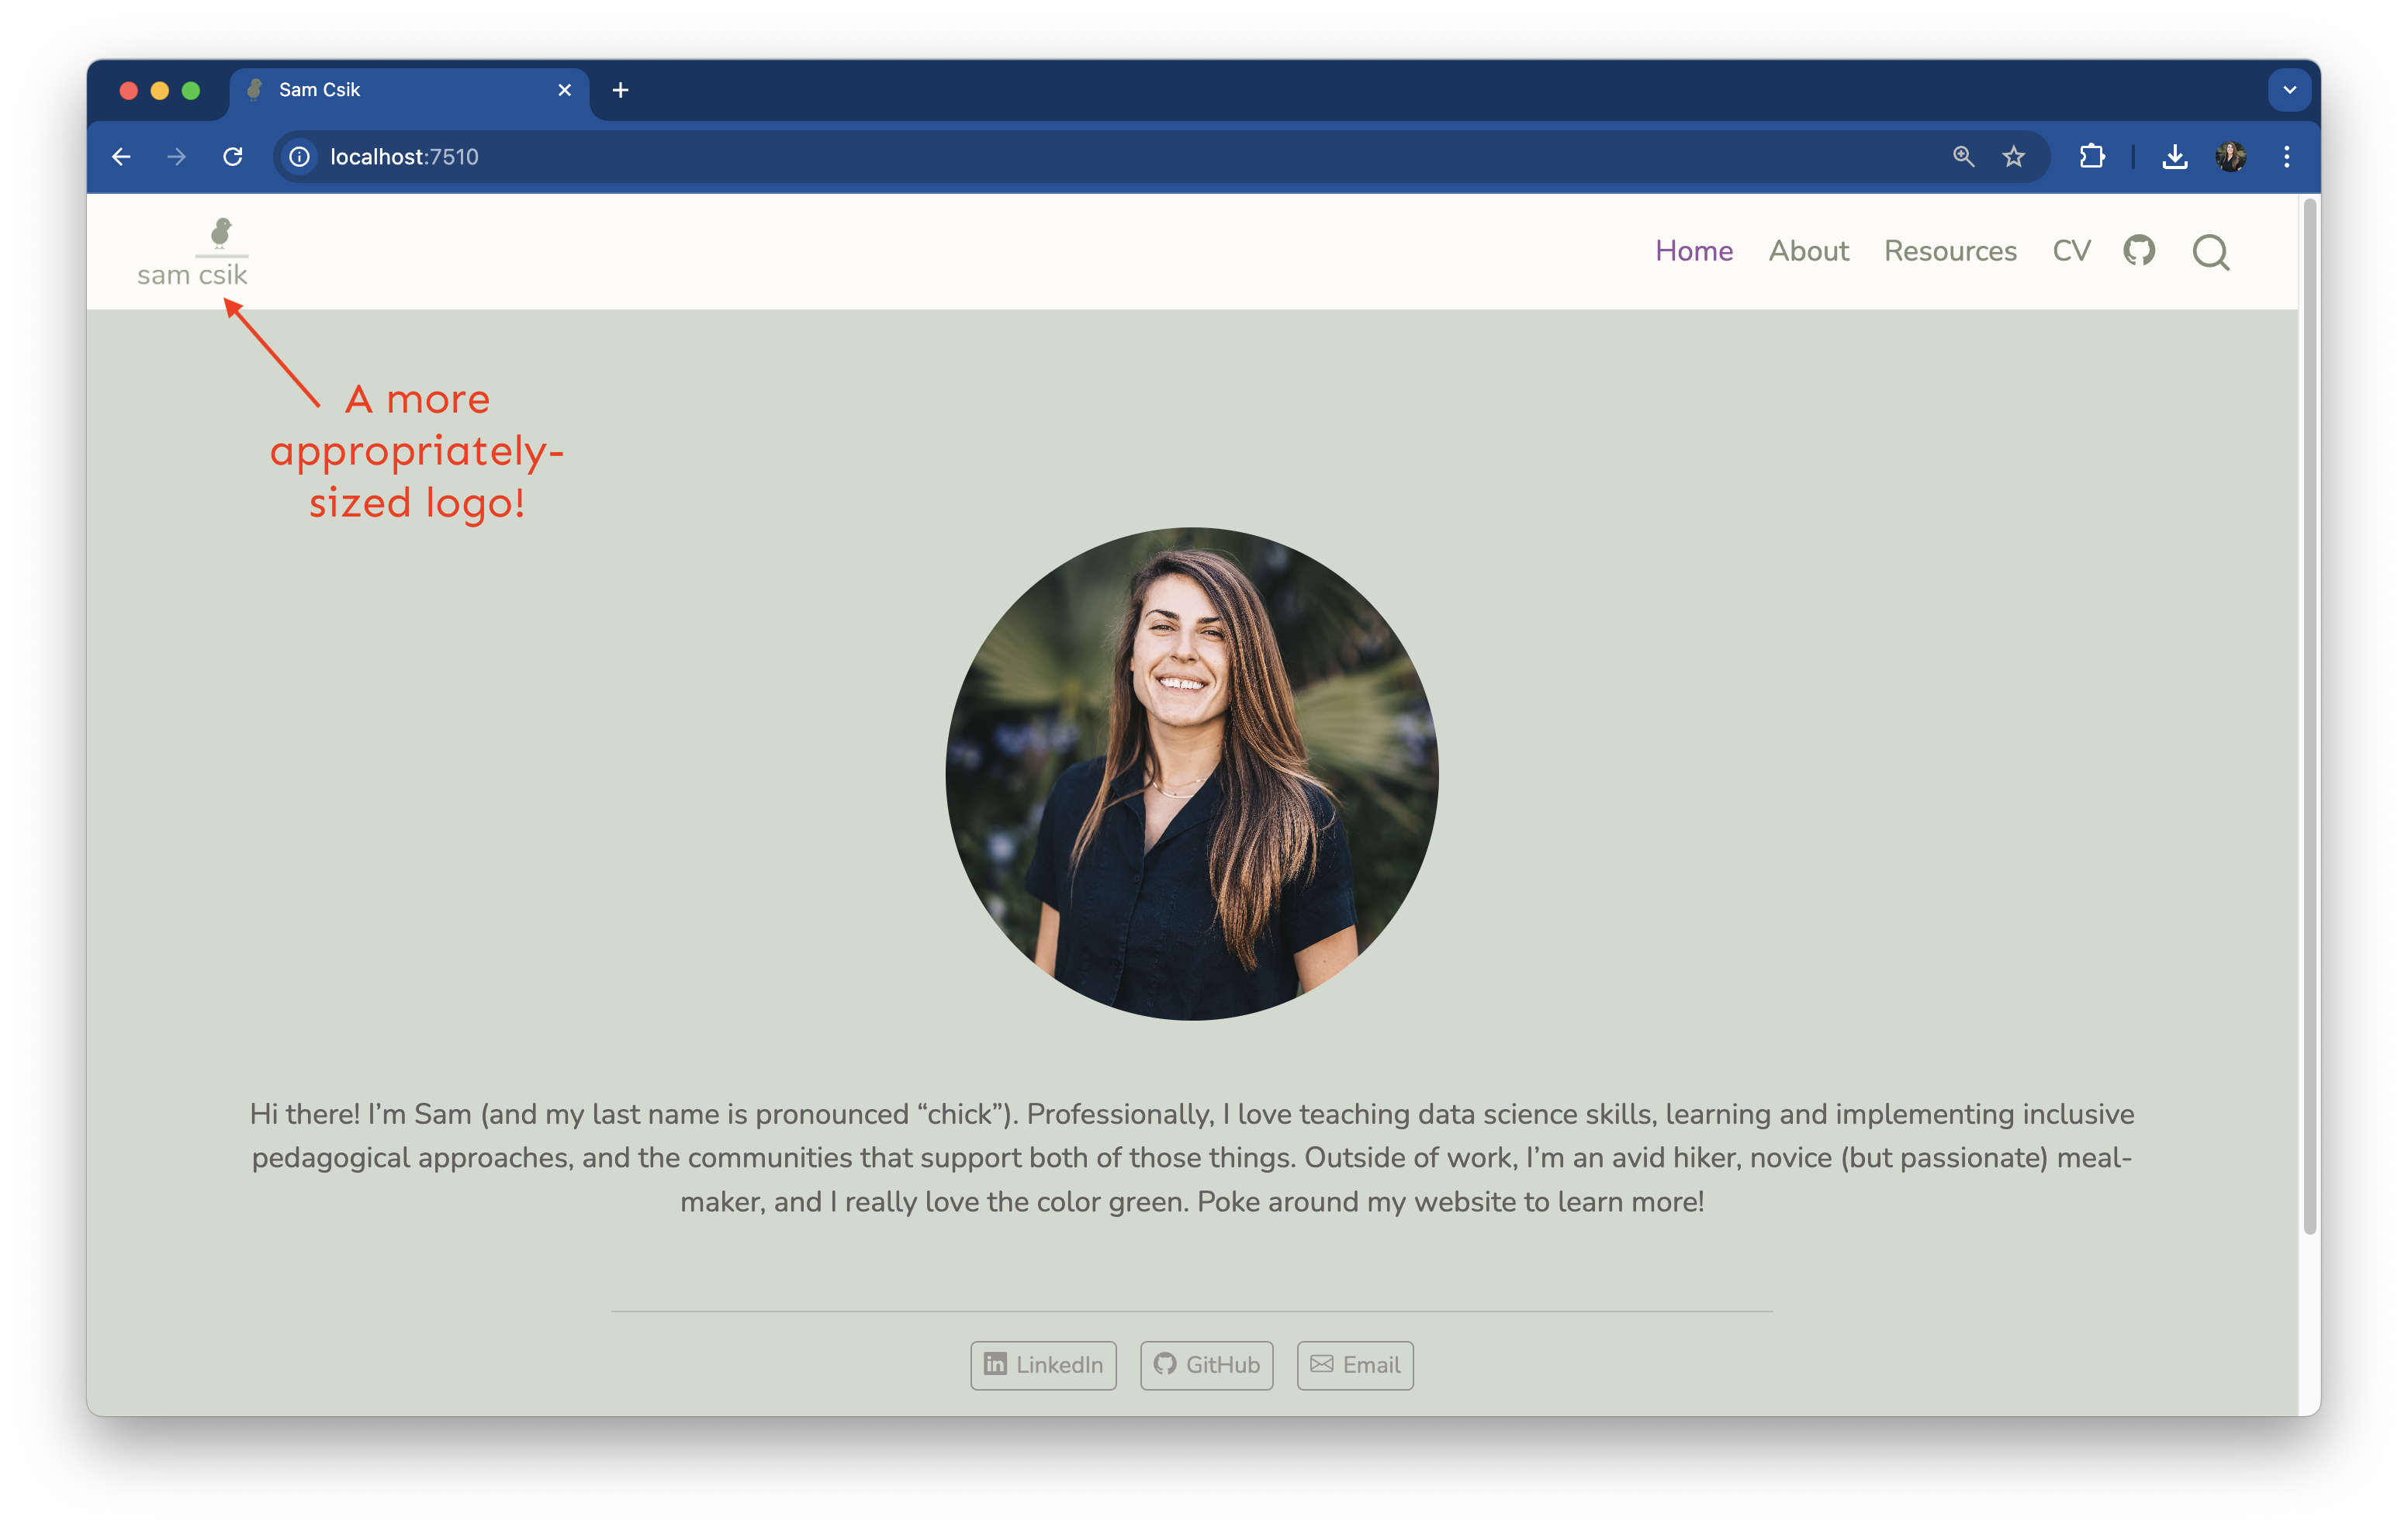 Sam Csik
localhost:7510
sam csik
Home About Resources CV
A more
appropriately-
sized logo!
Hi there! I’m Sam (and my last name is pronounced “chick”). Professionally, I love teaching data science skills, learning and implementing inclusive
pedagogical approaches, and the communities that support both of those things. Outside of work, I’m an avid hiker, novice (but passionate) meal-
maker, and I really love the color green. Poke around my website to learn more!
LinkedIn GitHub Email